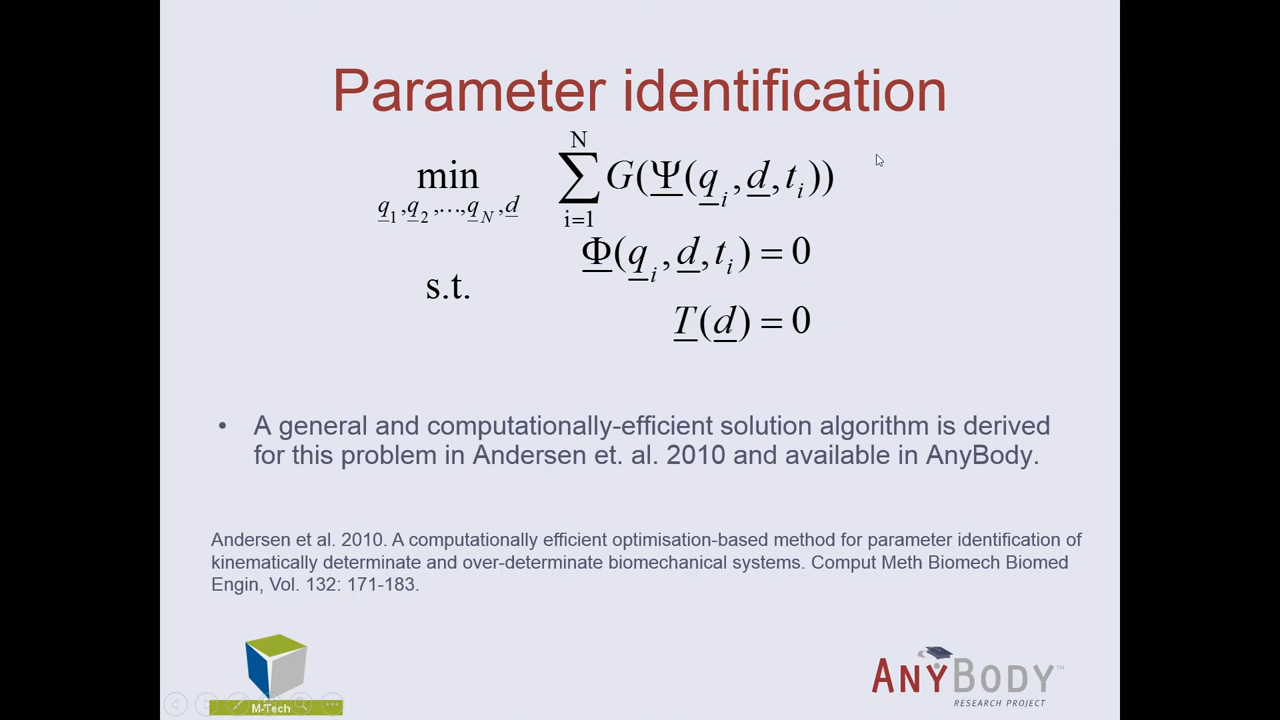 Parameter identification
min q₁,q₂,…,q_N,d ∑ i=1 N G(Ψ(qᵢ,d,tᵢ))
Φ(qᵢ,d,tᵢ) = 0
s.t.
T(d) = 0
• A general and computationally-efficient solution algorithm is derived
for this problem in Andersen et. al. 2010 and available in AnyBody.
Andersen et al. 2010. A computationally efficient optimisation-based method for parameter identification of
kinematically determinate and over-determinate biomechanical systems. Comput Meth Biomech Biomed
Engin, Vol. 132: 171-183.
M-Tech
ANYBODY™
RESEARCH PROJECT